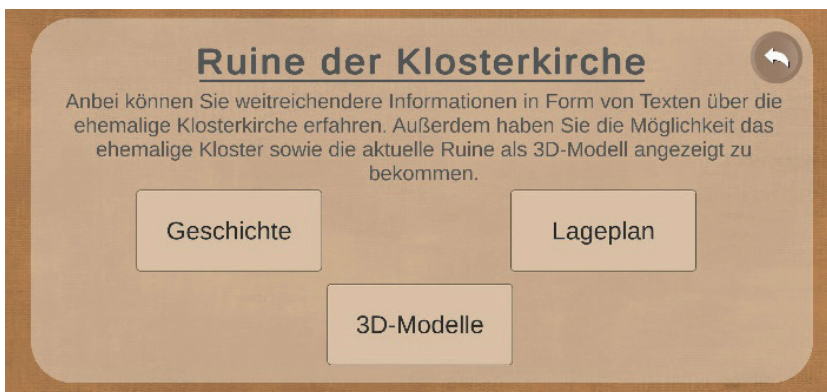 Ruine der Klosterkirche
Anbei können Sie weitreichendere Informationen in Form von Texten über die
ehemalige Klosterkirche erfahren. Außerdem haben Sie die Möglichkeit das
ehemalige Kloster sowie die aktuelle Ruine als 3D-Modell angezeigt zu
bekommen.
Geschichte
Lageplan
3D-Modelle